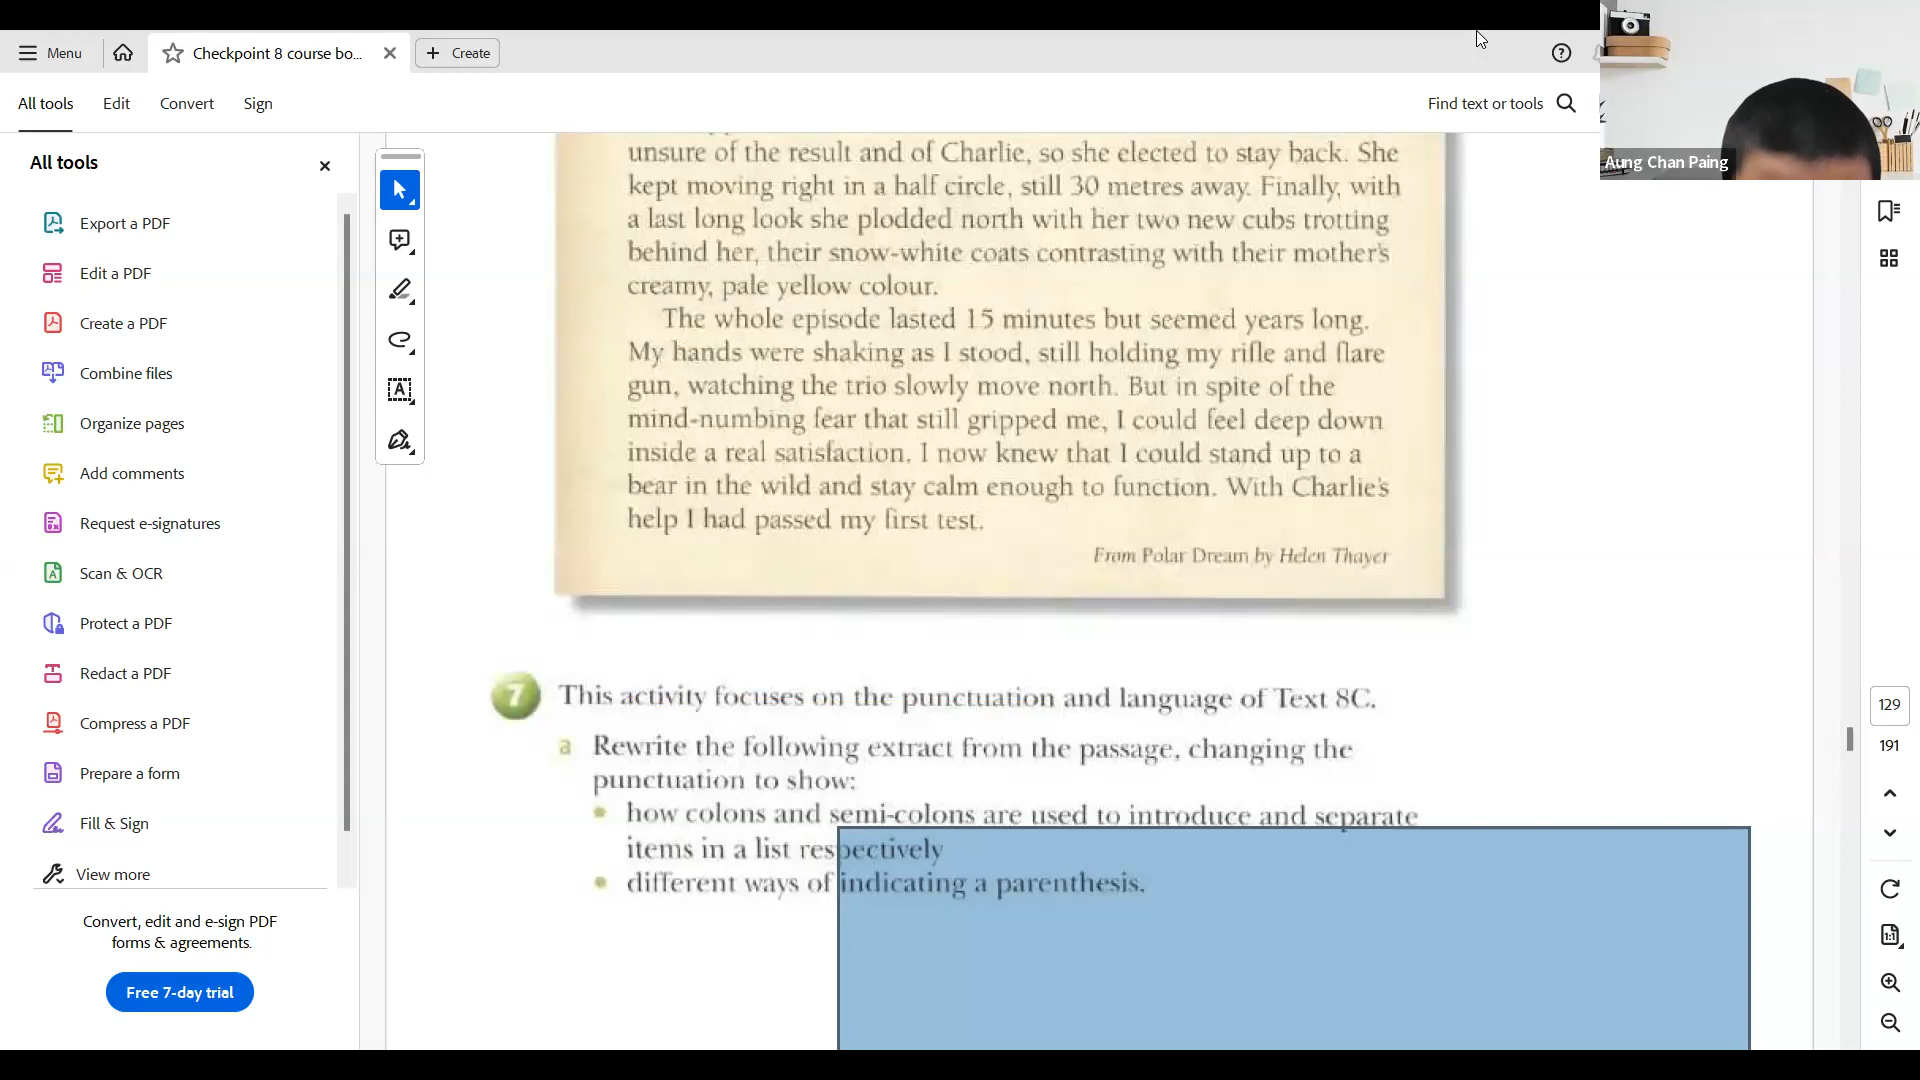 Menu
Checkpoint 8 course bo...
Create
All tools
Edit
Convert
Sign
Find text or tools
Aung Chan Paing
All tools
Export a PDF
Edit a PDF
Create a PDF
Combine files
Organize pages
Add comments
Request e-signatures
Scan & OCR
Protect a PDF
Redact a PDF
Compress a PDF
Prepare a form
Fill & Sign
View more
Convert, edit and e-sign PDF
forms & agreements.
Free 7-day trial
unsure of the result and of Charlie, so she elected to stay back. She
kept moving right in a half circle, still 30 metres away. Finally, with
a last long look she plodded north with her two new cubs trotting
behind her, their snow-white coats contrasting with their mother's
creamy, pale yellow colour.
The whole episode lasted 15 minutes but seemed years long.
My hands were shaking as I stood, still holding my rifle and flare
gun, watching the trio slowly move north. But in spite of the
mind-numbing fear that still gripped me, I could feel deep down
inside a real satisfaction. I now knew that I could stand up to a
bear in the wild and stay calm enough to function. With Charlie's
help I had passed my first test.
From Polar Dream by Helen Thayer
7 This activity focuses on the punctuation and language of Text 8C.
a Rewrite the following extract from the passage, changing the
punctuation to show:
• how colons and semi-colons are used to introduce and separate
items in a list respectively
• different ways of indicating a parenthesis.
129
191